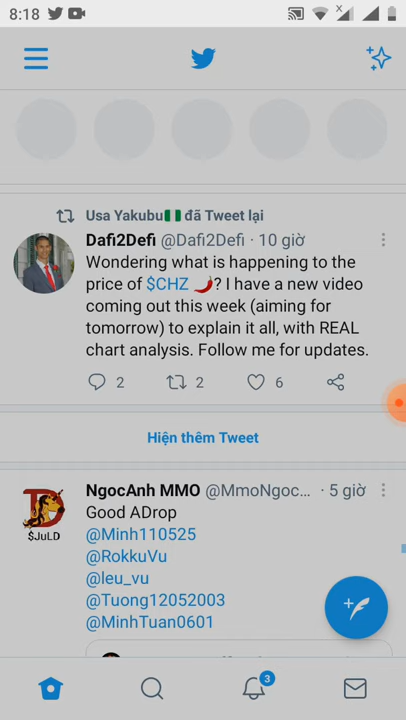 8:18
Usa Yakubu🇳🇬 đã Tweet lại
Dafi2Defi @Dafi2Defi · 10 giờ
Wondering what is happening to the
price of $CHZ 🌶️? I have a new video
coming out this week (aiming for
tomorrow) to explain it all, with REAL
chart analysis. Follow me for updates.
2 2 6
Hiện thêm Tweet
NgocAnh MMO @MmoNgoc... · 5 giờ
Good ADrop
@Minh110525
@RokkuVu
@leu_vu
@Tuong12052003
@MinhTuan0601
$JuLD
3